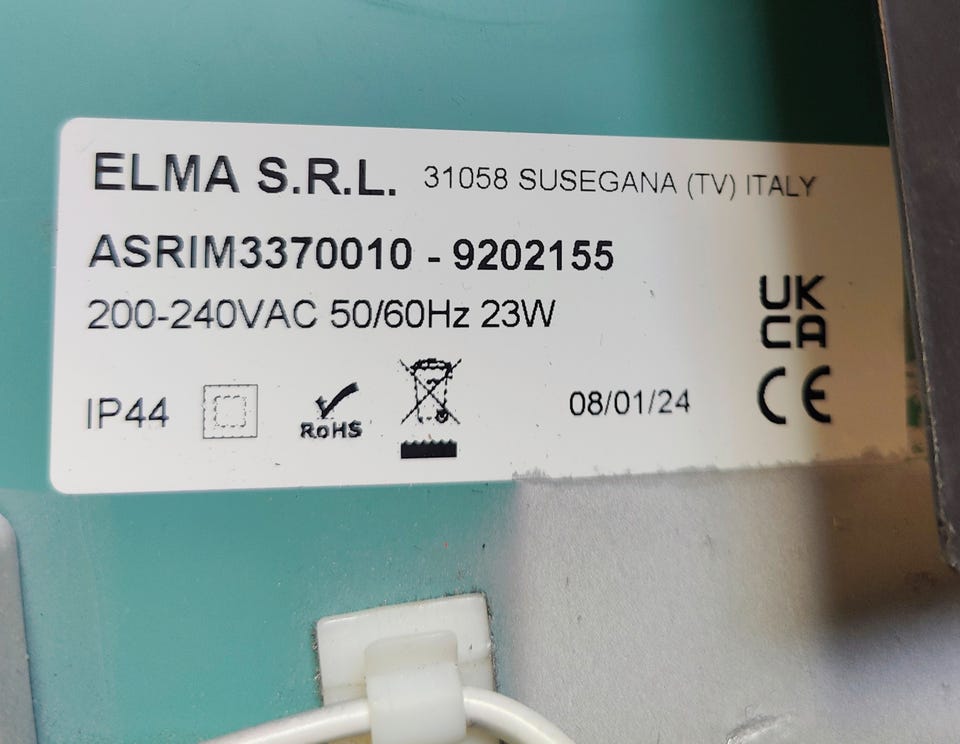 ELMA S.R.L. 31058 SUSEGANA (TV) ITALY
ASRIM3370010 - 9202155
200-240VAC 50/60Hz 23W
UK
CA
IP44 RoHS 08/01/24 CE